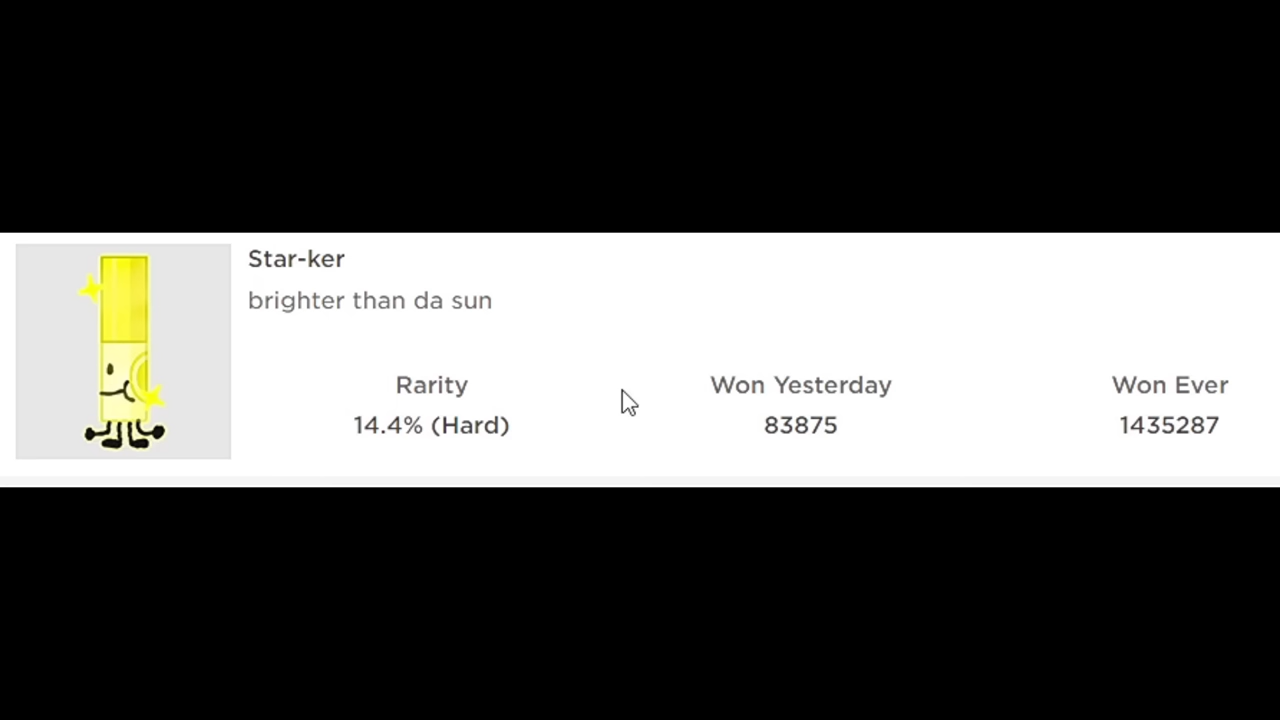 Star-ker
brighter than da sun
Rarity
14.4% (Hard)
Won Yesterday
83875
Won Ever
1435287